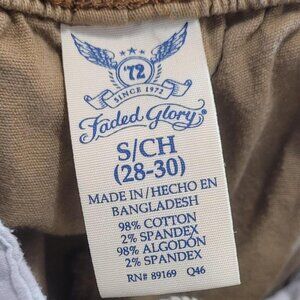 '72
SINCE 1972
Faded Glory®
S/CH
(28-30)
MADE IN/HECHO EN
BANGLADESH
98% COTTON
2% SPANDEX
98% ALGODÓN
2% SPANDEX
RN# 89169 Q46